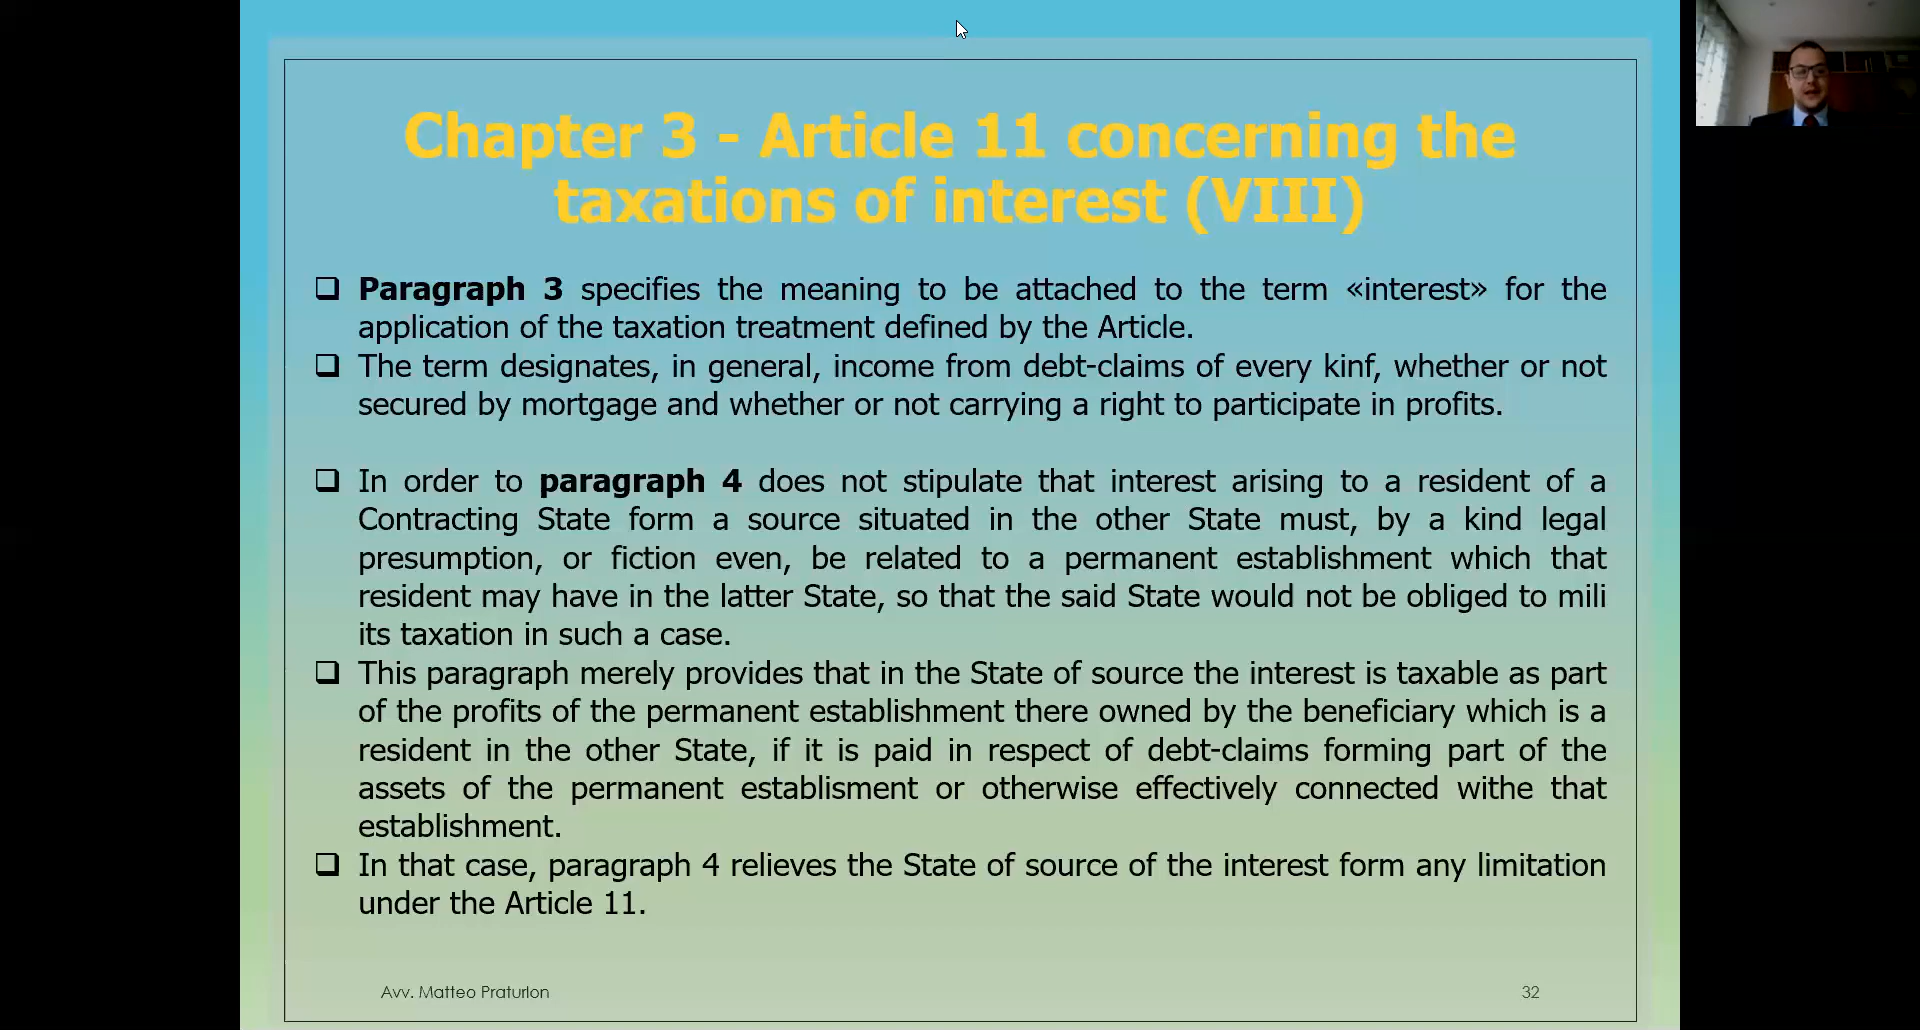 Chapter 3 - Article 11 concerning the
taxations of interest (VIII)
Paragraph 3 specifies the meaning to be attached to the term «interest» for the
application of the taxation treatment defined by the Article.
The term designates, in general, income from debt-claims of every kinf, whether or not
secured by mortgage and whether or not carrying a right to participate in profits.
In order to paragraph 4 does not stipulate that interest arising to a resident of a
Contracting State form a source situated in the other State must, by a kind legal
presumption, or fiction even, be related to a permanent establishment which that
resident may have in the latter State, so that the said State would not be obliged to mili
its taxation in such a case.
This paragraph merely provides that in the State of source the interest is taxable as part
of the profits of the permanent establishment there owned by the beneficiary which is a
resident in the other State, if it is paid in respect of debt-claims forming part of the
assets of the permanent establisment or otherwise effectively connected withe that
establishment.
In that case, paragraph 4 relieves the State of source of the interest form any limitation
under the Article 11.
Avv. Matteo Praturlon
32